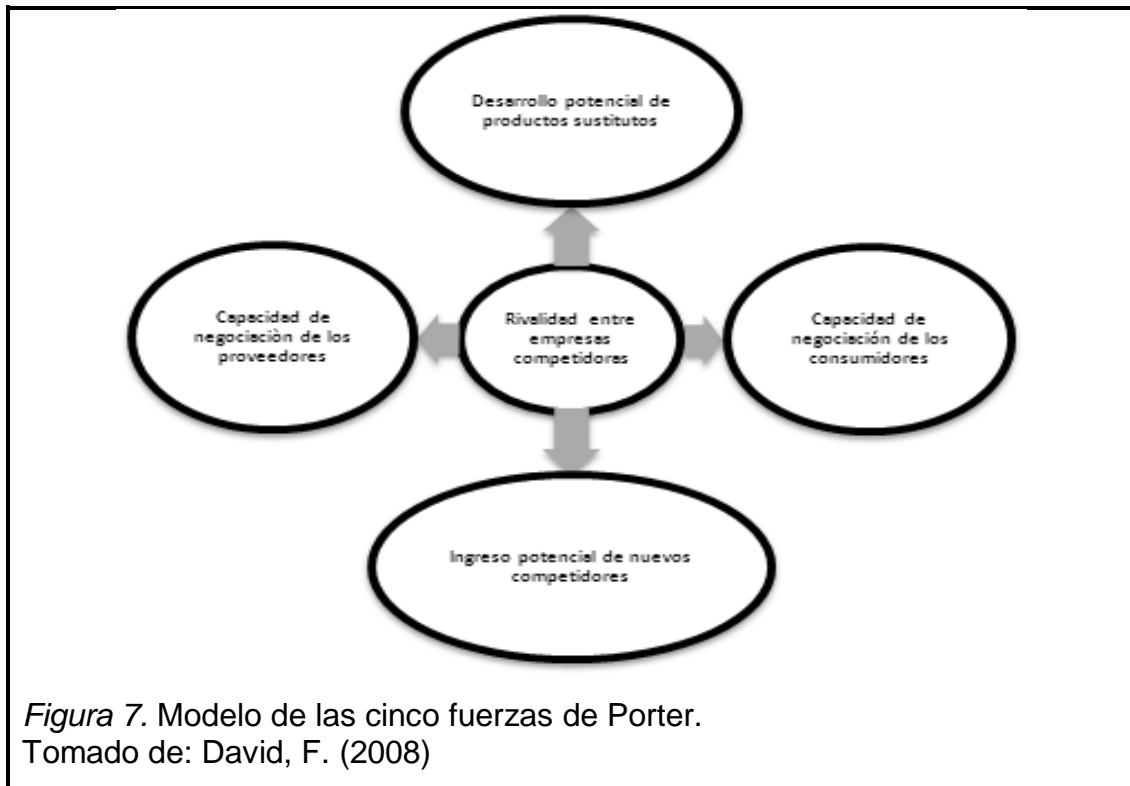 Desarrollo potencial de
productos sustitutos
Capacidad de
negociaciòn de los
proveedores
Rivalidad entre
empresas
competidoras
Capacidad de
negociación de los
consumidores
Ingreso potencial de nuevos
competidores
Figura 7. Modelo de las cinco fuerzas de Porter.
Tomado de: David, F. (2008)